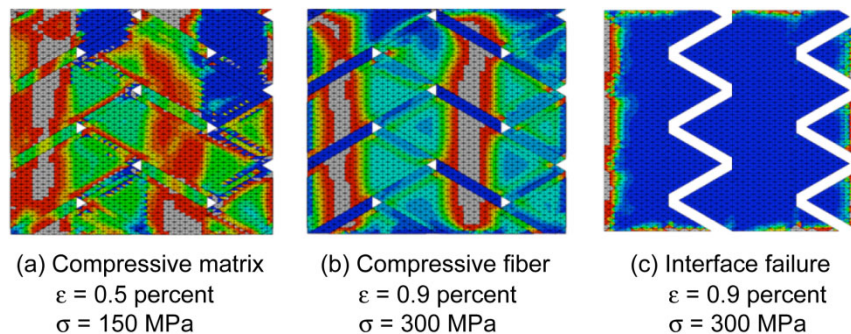 (a) Compressive matrix
ε = 0.5 percent
σ = 150 MPa
(b) Compressive fiber
ε = 0.9 percent
σ = 300 MPa
(c) Interface failure
ε = 0.9 percent
σ = 300 MPa